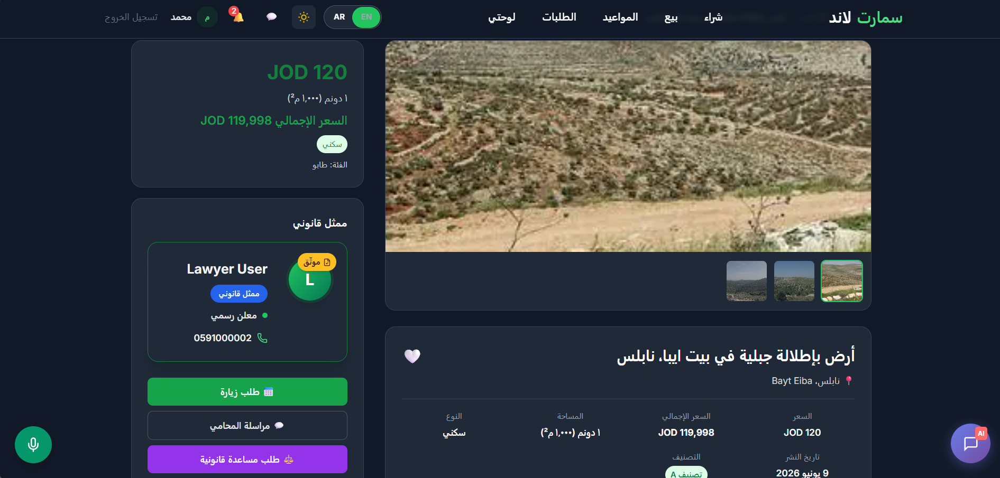 سمارت لاند
شراء
بيع
المواعيد
الطلبات
لوحتي
EN
AR
2
م
محمد
تسجيل الخروج
JOD 120
١ دونم (١,٠٠٠ م²)
السعر الإجمالي JOD 119,998
سكني
الفئة: طابو
ممثل قانوني
موثّق
L
Lawyer User
ممثل قانوني
معلن رسمي
0591000002
طلب زيارة
مراسلة المحامي
طلب مساعدة قانونية
أرض بإطلالة جبلية في بيت ايبا، نابلس
نابلس، Bayt Eiba
السعر
JOD 120
السعر الإجمالي
JOD 119,998
المساحة
١ دونم (١,٠٠٠ م²)
النوع
سكني
تاريخ النشر
9 يونيو 2026
التصنيف
تصنيف A
AI